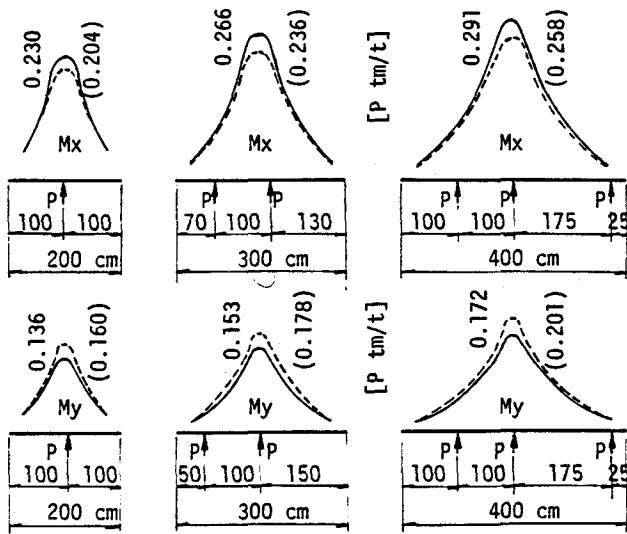 0.230
(0.204)
0.266
(0.236)
[P tm/t]
0.291
(0.258)
Mx
Mx
Mx
P
P
P
P
P
P
100
100
70
100
130
100
100
175
25
200 cm
300 cm
400 cm
0.136
(0.160)
0.153
(0.178)
[P tm/t]
0.172
(0.201)
My
My
My
P
P
P
P
P
P
100
100
50
100
150
100
100
175
25
200 cm
300 cm
400 cm